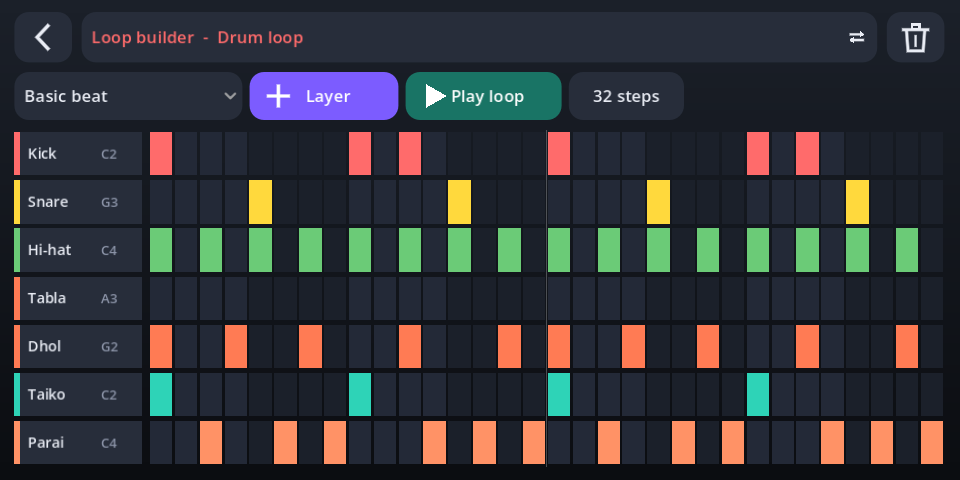 Loop builder - Drum loop
Basic beat
Layer
Play loop
32 steps
Kick C2
Snare G3
Hi-hat C4
Tabla A3
Dhol G2
Taiko C2
Parai C4